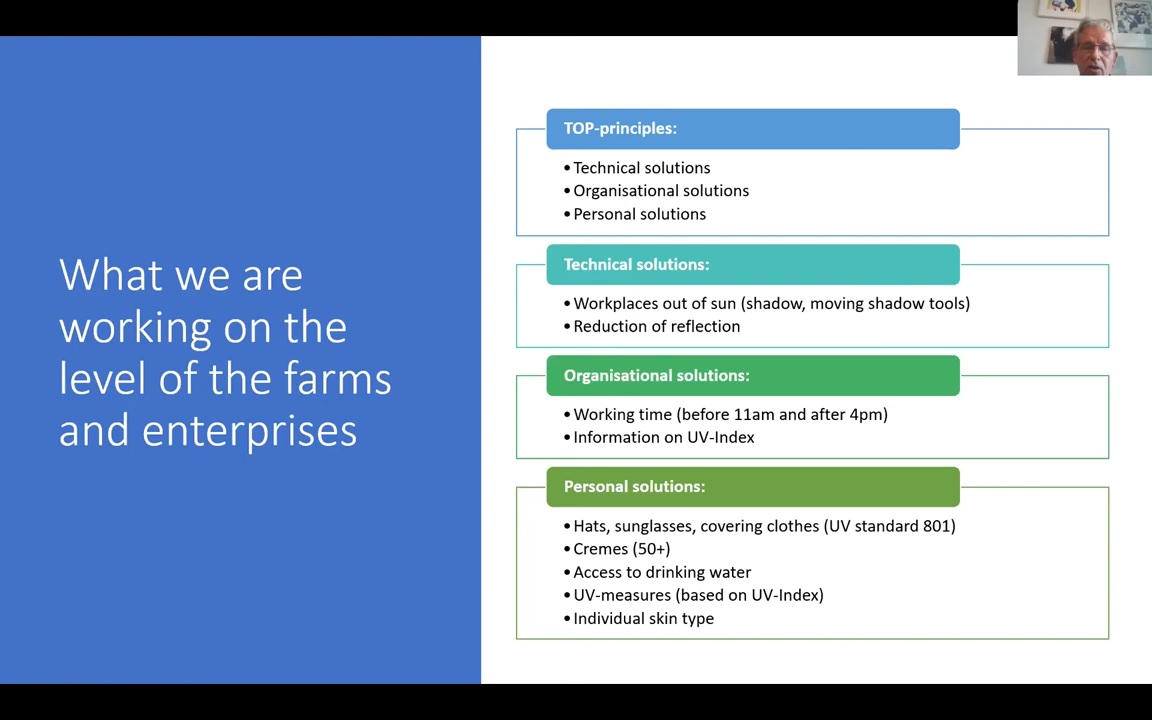 What we are
working on the
level of the farms
and enterprises
TOP-principles:
•Technical solutions
•Organisational solutions
•Personal solutions
Technical solutions:
•Workplaces out of sun (shadow, moving shadow tools)
•Reduction of reflection
Organisational solutions:
•Working time (before 11am and after 4pm)
•Information on UV-Index
Personal solutions:
•Hats, sunglasses, covering clothes (UV standard 801)
•Cremes (50+)
•Access to drinking water
•UV-measures (based on UV-Index)
•Individual skin type